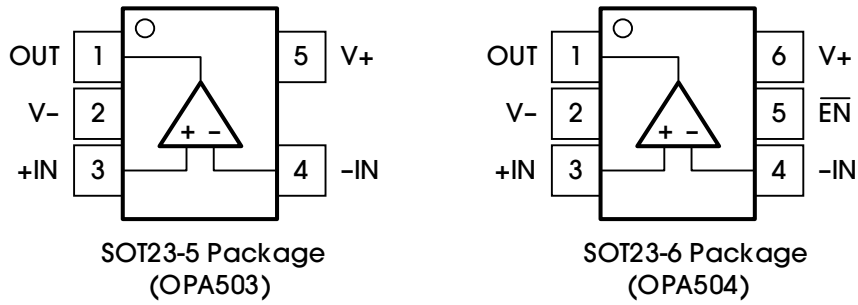 OUT 1 5 V+
V– 2
+IN 3 + – 4 –IN
SOT23-5 Package
(OPA503)
OUT 1 6 V+
V– 2 5 E̅N̅
+IN 3 + – 4 –IN
SOT23-6 Package
(OPA504)